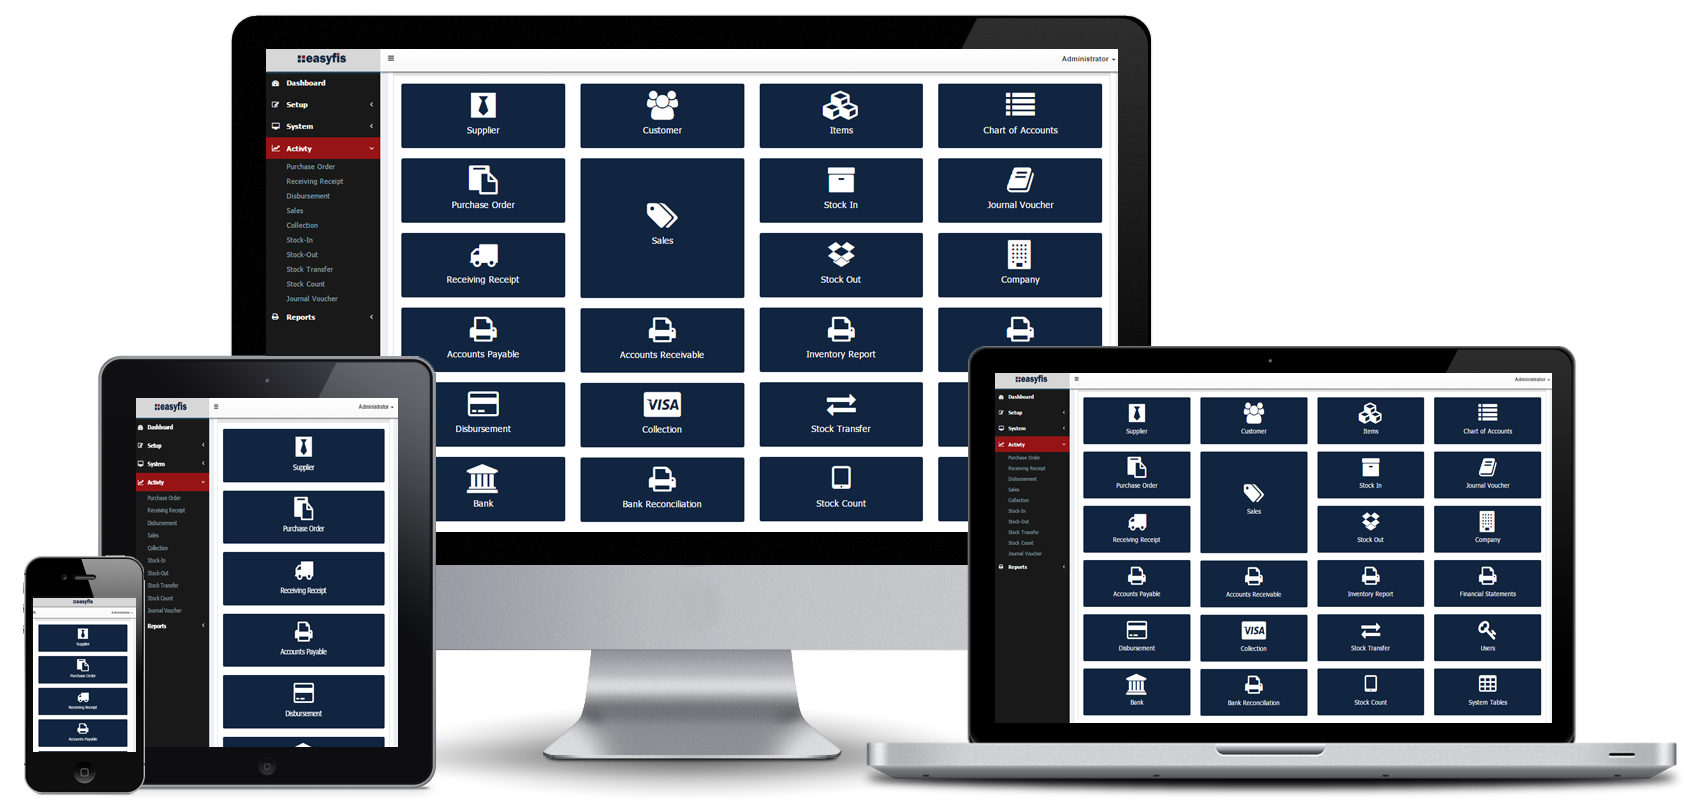 easyfis
Administrator
Dashboard
Setup
System
Activty
Purchase Order
Receiving Receipt
Disbursement
Sales
Collection
Stock-In
Stock-Out
Stock Transfer
Stock Count
Journal Voucher
Reports
Supplier
Customer
Items
Chart of Accounts
Purchase Order
Sales
Stock In
Journal Voucher
Receiving Receipt
Stock Out
Company
Accounts Payable
Accounts Receivable
Inventory Report
Disbursement
VISA
Collection
Stock Transfer
Bank
Bank Reconciliation
Stock Count
easyfis
Administrator
Dashboard
Setup
System
Activty
Purchase Order
Receiving Receipt
Disbursement
Sales
Collection
Stock-In
Stock-Out
Stock Transfer
Stock Count
Journal Voucher
Reports
Supplier
Purchase Order
Receiving Receipt
Accounts Payable
Disbursement
easyfis
Administrator
Supplier
Purchase Order
Receiving Receipt
Accounts Payable
easyfis
Administrator
Dashboard
Setup
System
Activty
Purchase Order
Receiving Receipt
Disbursement
Sales
Collection
Stock-In
Stock-Out
Stock Transfer
Stock Count
Journal Voucher
Reports
Supplier
Customer
Items
Chart of Accounts
Purchase Order
Sales
Stock In
Journal Voucher
Receiving Receipt
Stock Out
Company
Accounts Payable
Accounts Receivable
Inventory Report
Financial Statements
Disbursement
VISA
Collection
Stock Transfer
Users
Bank
Bank Reconciliation
Stock Count
System Tables